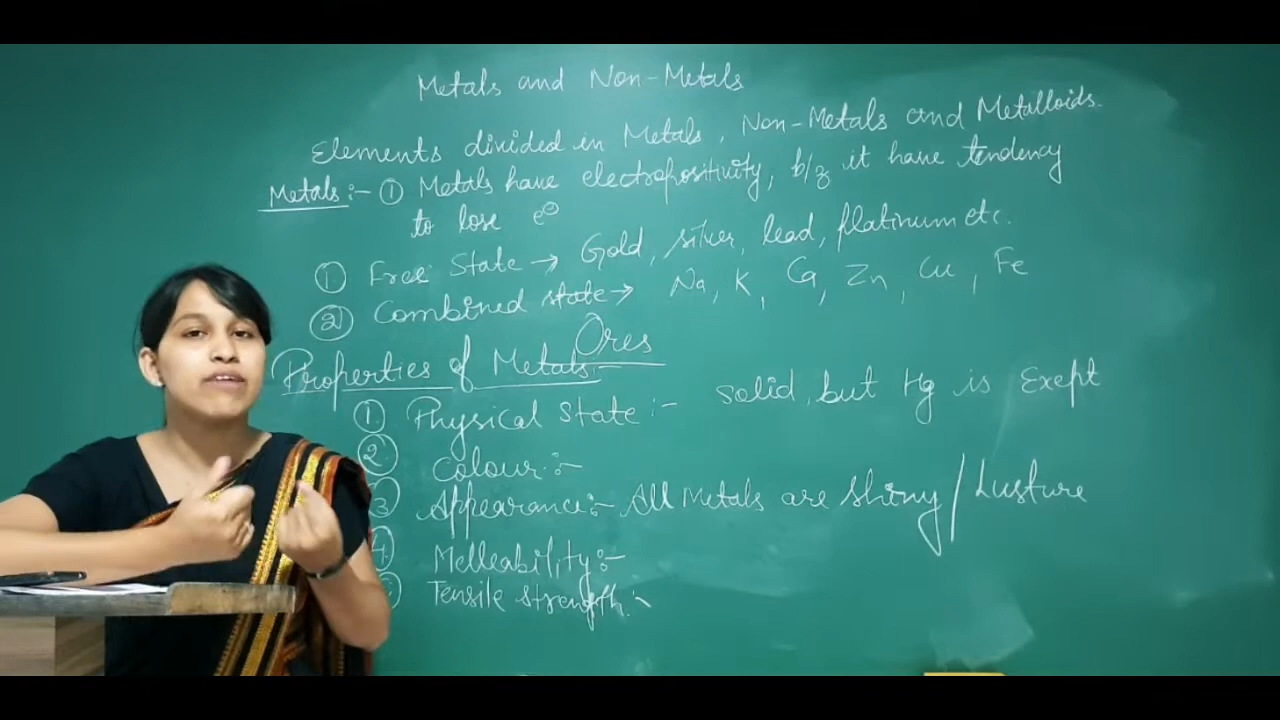 Metals and Non-Metals
Elements divided in Metals, Non-Metals and Metalloids.
Metals:- ① Metals have electropositivity, b/z it have tendency
to lose e⊖
① Free State → Gold, silver, lead, platinum etc.
② Combined state → Na, K, Ca, Zn, Cu, Fe
Ores
Properties of Metals:-
① Physical State:- solid, but Hg is Exept
② Colour:-
③ Appearance:- All Metals are Shiny/Lusture
④ Melleability:-
Tensile strength:-